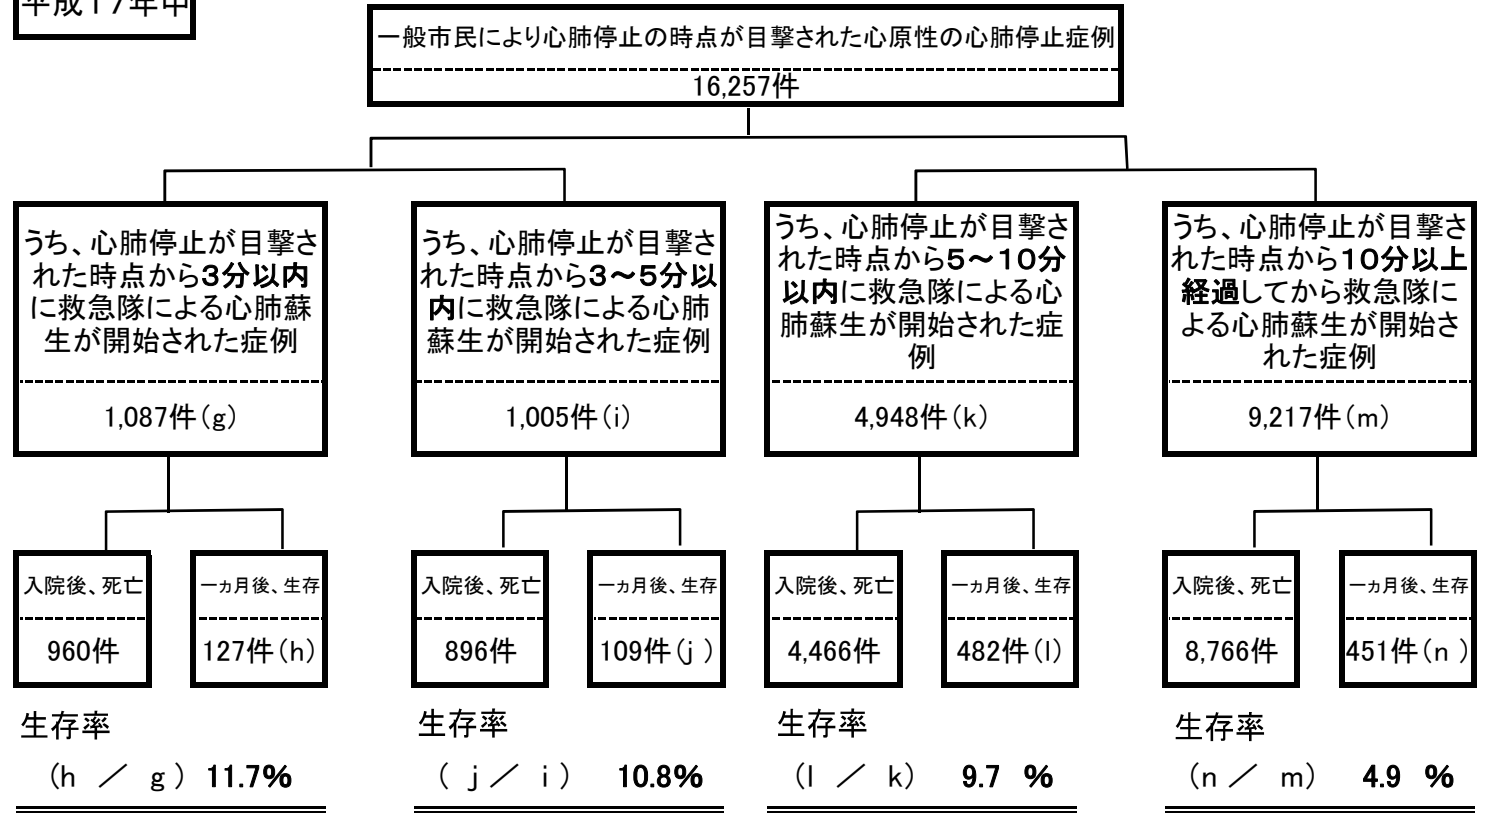 平成17年中
一般市民により心肺停止の時点が目撃された心原性の心肺停止症例
16,257件
うち、心肺停止が目撃さ
れた時点から3分以内
に救急隊による心肺蘇
生が開始された症例
1,087件(g)
うち、心肺停止が目撃さ
れた時点から3～5分以
内に救急隊による心肺
蘇生が開始された症例
1,005件(i)
うち、心肺停止が目撃さ
れた時点から5～10分
以内に救急隊による心
肺蘇生が開始された症
例
4,948件(k)
うち、心肺停止が目撃さ
れた時点から10分以上
経過してから救急隊に
よる心肺蘇生が開始さ
れた症例
9,217件(m)
入院後、死亡
960件
一ヵ月後、生存
127件(h)
入院後、死亡
896件
一ヵ月後、生存
109件(j)
入院後、死亡
4,466件
一ヵ月後、生存
482件(l)
入院後、死亡
8,766件
一ヵ月後、生存
451件(n)
生存率
(h ／ g) 11.7%
生存率
(j ／ i) 10.8%
生存率
(l ／ k) 9.7 %
生存率
(n ／ m) 4.9 %